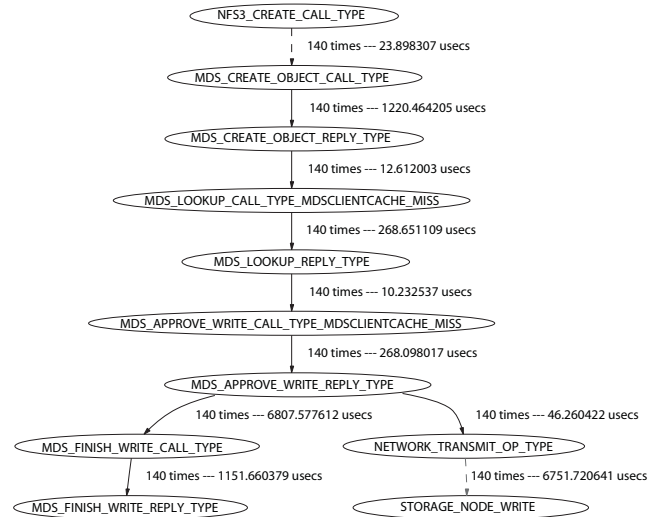 NFS3_CREATE_CALL_TYPE
140 times --- 23.898307 usecs
MDS_CREATE_OBJECT_CALL_TYPE
140 times --- 1220.464205 usecs
MDS_CREATE_OBJECT_REPLY_TYPE
140 times --- 12.612003 usecs
MDS_LOOKUP_CALL_TYPE_MDSCLIENTCACHE_MISS
140 times --- 268.651109 usecs
MDS_LOOKUP_REPLY_TYPE
140 times --- 10.232537 usecs
MDS_APPROVE_WRITE_CALL_TYPE_MDSCLIENTCACHE_MISS
140 times --- 268.098017 usecs
MDS_APPROVE_WRITE_REPLY_TYPE
140 times --- 6807.577612 usecs
140 times --- 46.260422 usecs
MDS_FINISH_WRITE_CALL_TYPE
NETWORK_TRANSMIT_OP_TYPE
140 times --- 1151.660379 usecs
140 times --- 6751.720641 usecs
MDS_FINISH_WRITE_REPLY_TYPE
STORAGE_NODE_WRITE